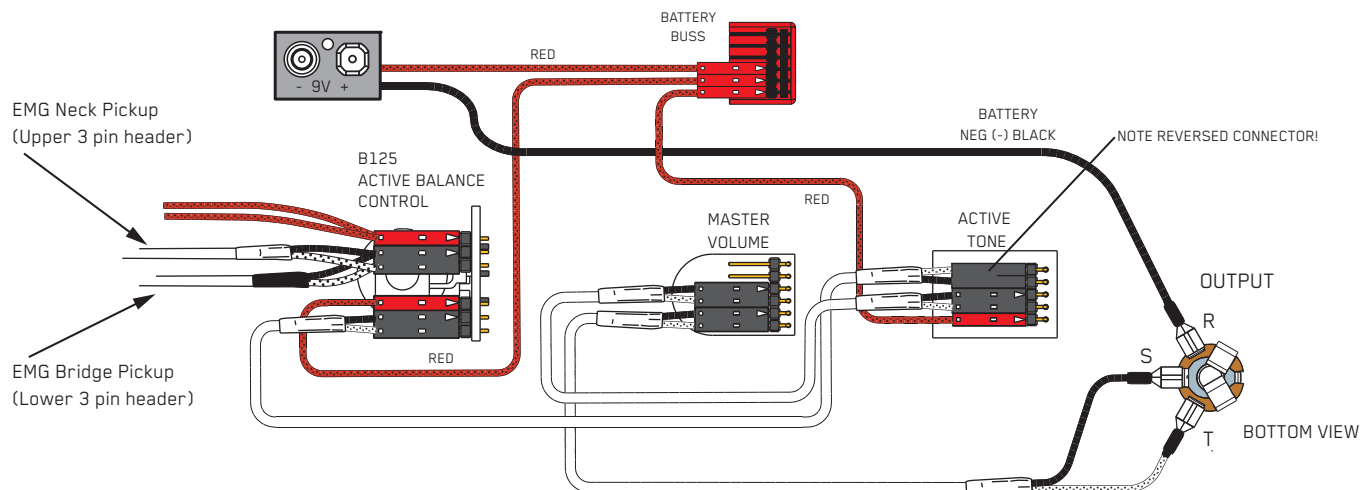 BATTERY
BUSS
RED
- 9V +
EMG Neck Pickup
(Upper 3 pin header)
BATTERY
NEG (-) BLACK
NOTE REVERSED CONNECTOR!
B125
ACTIVE BALANCE
CONTROL
RED
MASTER
VOLUME
ACTIVE
TONE
OUTPUT
R
S
RED
EMG Bridge Pickup
(Lower 3 pin header)
T.
BOTTOM VIEW